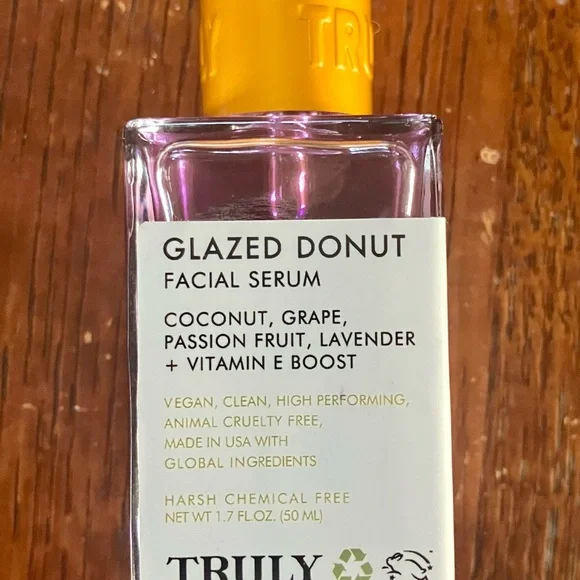 TRU
GLAZED DONUT
FACIAL SERUM
COCONUT, GRAPE,
PASSION FRUIT, LAVENDER
+ VITAMIN E BOOST
VEGAN, CLEAN, HIGH PERFORMING,
ANIMAL CRUELTY FREE,
MADE IN USA WITH
GLOBAL INGREDIENTS
HARSH CHEMICAL FREE
NET WT 1.7 FL.OZ. (50 ML)
TRULY